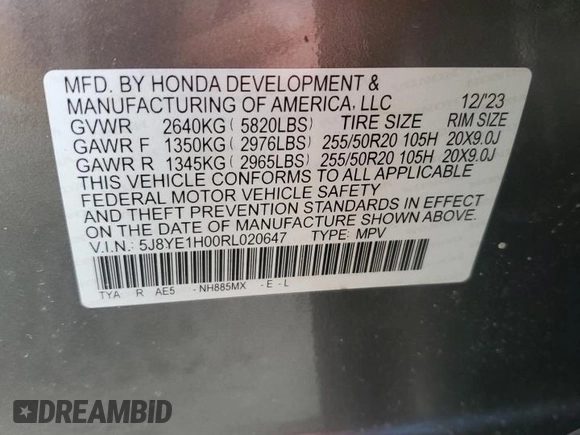 MFD. BY HONDA DEVELOPMENT &
MANUFACTURING OF AMERICA, LLC 12/'23
GVWR 2640KG ( 5820LBS) TIRE SIZE RIM SIZE
GAWR F 1350KG ( 2976LBS) 255/50R20 105H 20X9.0J
GAWR R 1345KG ( 2965LBS) 255/50R20 105H 20X9.0J
THIS VEHICLE CONFORMS TO ALL APPLICABLE
FEDERAL MOTOR VEHICLE SAFETY
AND THEFT PREVENTION STANDARDS IN EFFECT
ON THE DATE OF MANUFACTURE SHOWN ABOVE.
V.I.N.: 5J8YE1H00RL020647 TYPE: MPV
TYA R AE5 - NH885MX - E - L
DREAMBID